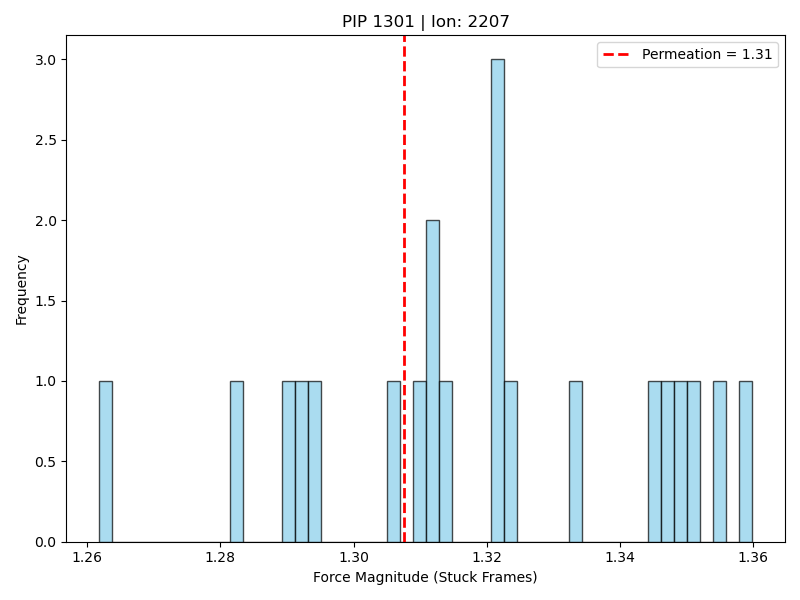 PIP 1301 | Ion: 2207
Permeation = 1.31
3.0
2.5
2.0
1.5
1.0
0.5
0.0
Frequency
1.26 1.28 1.30 1.32 1.34 1.36
Force Magnitude (Stuck Frames)